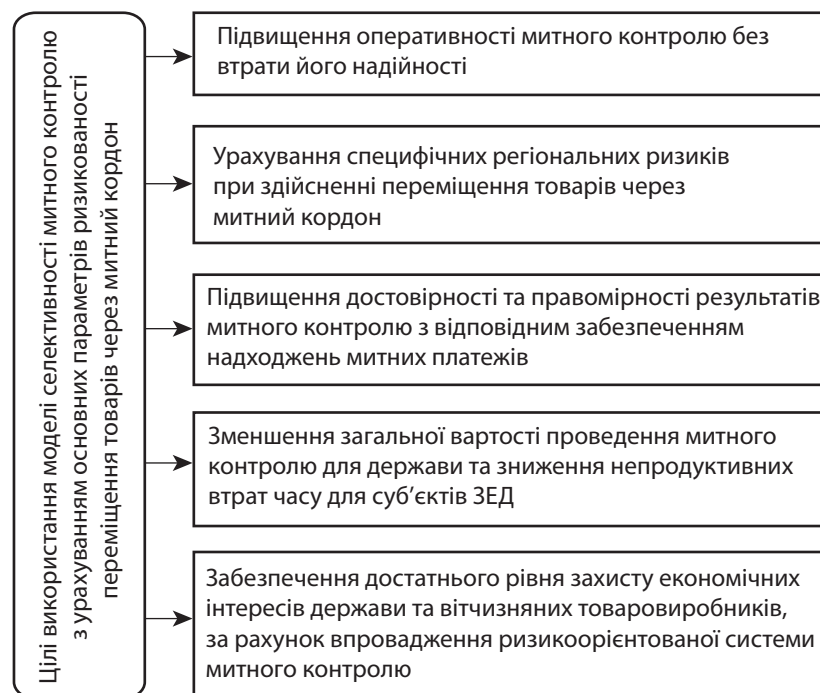 Цілі використання моделі селективності митного контролю
з урахуванням основних параметрів ризикованості
переміщення товарів через митний кордон
Підвищення оперативності митного контролю без
втрати його надійності
Урахування специфічних регіональних ризиків
при здійсненні переміщення товарів через
митний кордон
Підвищення достовірності та правомірності результатів
митного контролю з відповідним забезпеченням
надходжень митних платежів
Зменшення загальної вартості проведення митного
контролю для держави та зниження непродуктивних
втрат часу для суб’єктів ЗЕД
Забезпечення достатнього рівня захисту економічних
інтересів держави та вітчизняних товаровиробників,
за рахунок впровадження ризикоорієнтованої системи
митного контролю